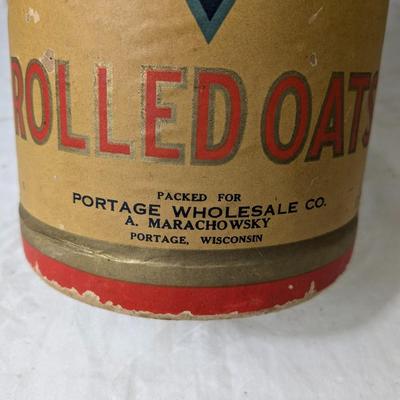 ROLLED OATS
PACKED FOR
PORTAGE WHOLESALE CO.
A. MARACHOWSKY
PORTAGE, WISCONSIN